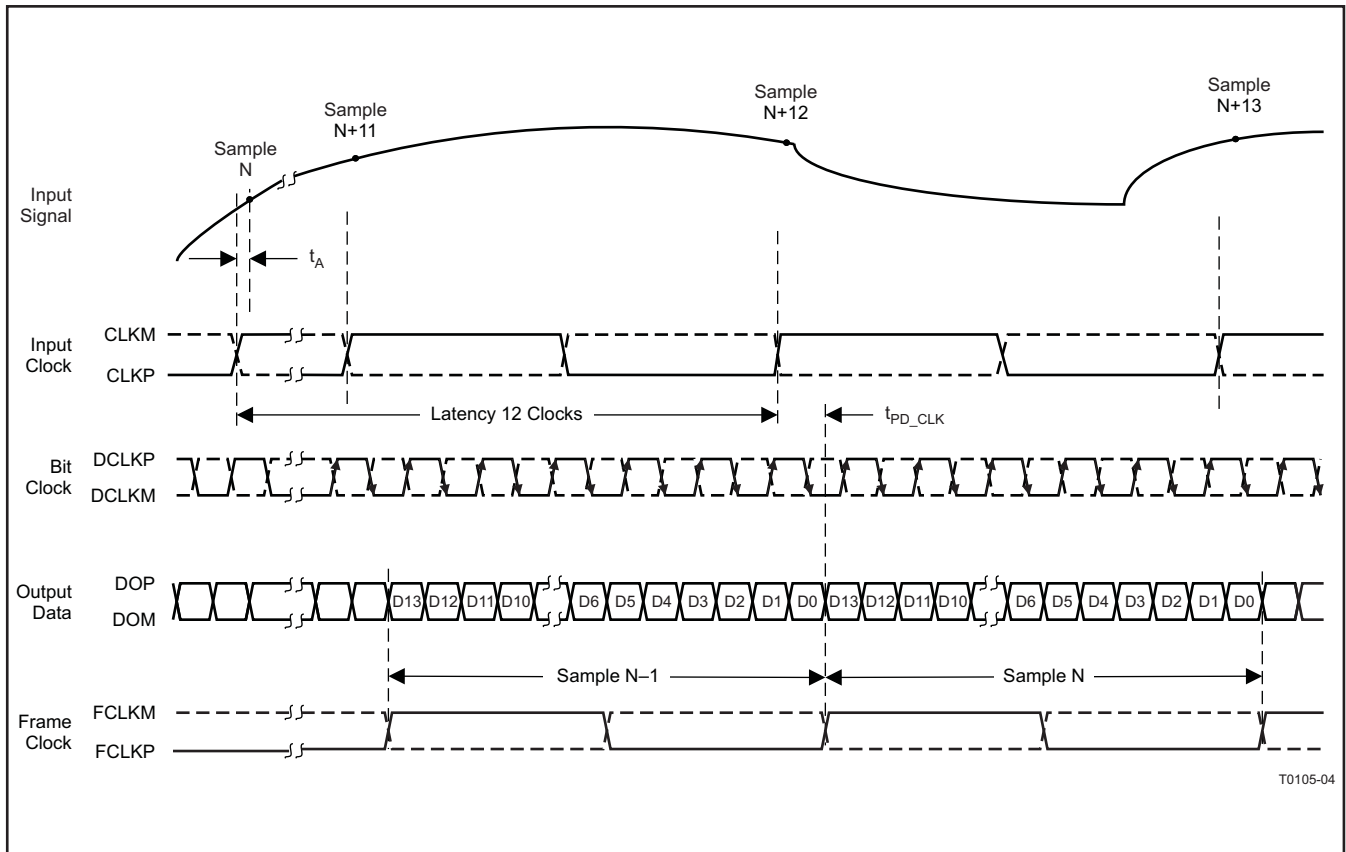 Sample
N
Sample
N+11
Sample
N+12
Sample
N+13
Input
Signal
tA
Input
Clock
CLKM
CLKP
Latency 12 Clocks
tPD_CLK
Bit
Clock
DCLKP
DCLKM
Output
Data
DOP
DOM
D13 D12 D11 D10 D6 D5 D4 D3 D2 D1 D0 D13 D12 D11 D10 D6 D5 D4 D3 D2 D1 D0
Sample N–1
Sample N
Frame
Clock
FCLKM
FCLKP
T0105-04